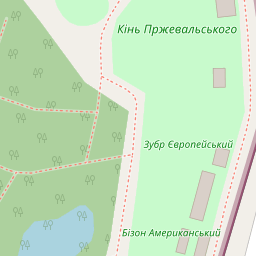 Кінь Пржевальського
Зубр Європейський
Бізон Американський